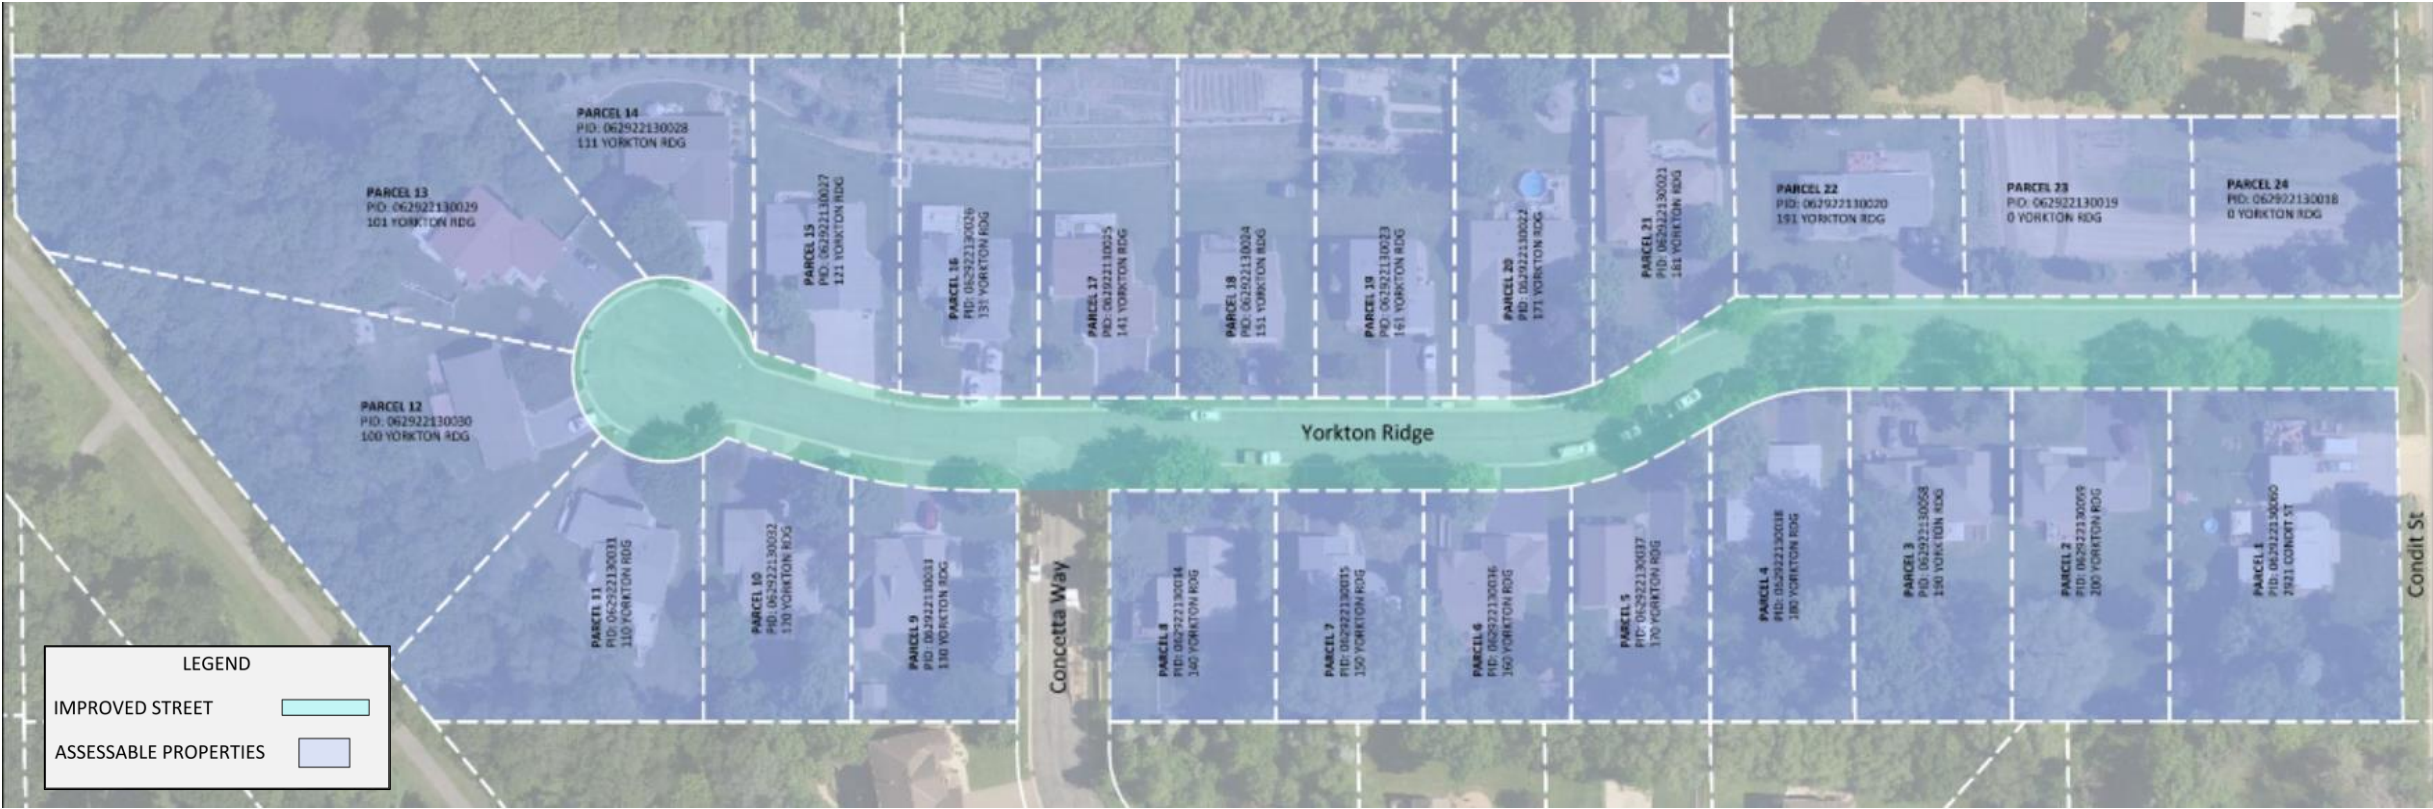 PARCEL 14
PID: 062922130028
111 YORKTON RDG
PARCEL 13
PID: 062922130029
101 YORKTON RDG
PARCEL 15
PID: 062922130027
121 YORKTON RDG
PARCEL 16
PID: 062922130026
131 YORKTON RDG
PARCEL 17
PID: 062922130025
141 YORKTON RDG
PARCEL 18
PID: 062922130024
151 YORKTON RDG
PARCEL 19
PID: 062922130023
161 YORKTON RDG
PARCEL 20
PID: 062922130022
171 YORKTON RDG
PARCEL 21
PID: 062922130021
181 YORKTON RDG
PARCEL 22
PID: 062922130020
191 YORKTON RDG
PARCEL 23
PID: 062922130019
0 YORKTON RDG
PARCEL 24
PID: 062922130018
0 YORKTON RDG
PARCEL 12
PID: 062922130030
100 YORKTON RDG
Yorkton Ridge
PARCEL 11
PID: 062922130031
110 YORKTON RDG
PARCEL 10
PID: 062922130032
120 YORKTON RDG
PARCEL 9
PID: 062922130033
130 YORKTON RDG
Concetta Way
PARCEL 8
PID: 062922130034
140 YORKTON RDG
PARCEL 7
PID: 062922130035
150 YORKTON RDG
PARCEL 6
PID: 062922130036
160 YORKTON RDG
PARCEL 5
PID: 062922130037
170 YORKTON RDG
PARCEL 4
PID: 062922130038
180 YORKTON RDG
PARCEL 3
PID: 062922130058
190 YORKTON RDG
PARCEL 2
PID: 062922130059
200 YORKTON RDG
PARCEL 1
PID: 062922130060
2921 CONDIT ST
Condit St
LEGEND
IMPROVED STREET
ASSESSABLE PROPERTIES